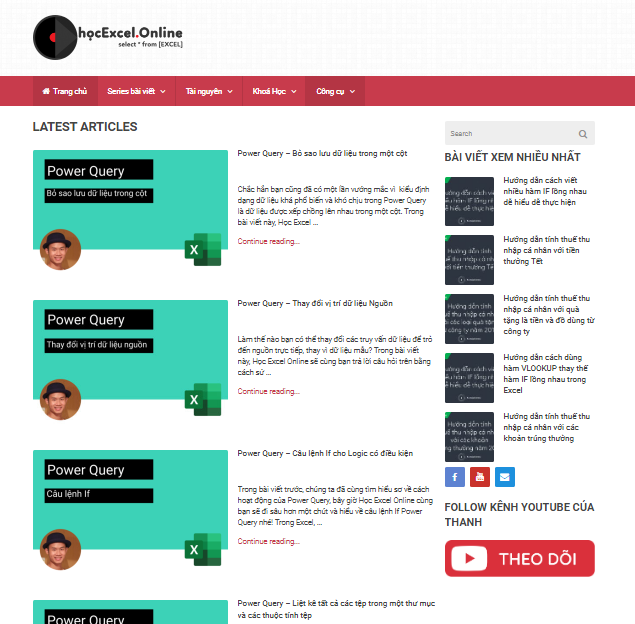 họcExcel.Online
select * from [EXCEL]
Trang chủ
Series bài viết
Tài nguyên
Khoá Học
Công cụ
LATEST ARTICLES
Power Query
Bỏ sao lưu dữ liệu trong một cột
Power Query – Bỏ sao lưu dữ liệu trong một cột
Chắc hẳn bạn cũng đã có một lần vướng mắc vì kiểu định
dạng dữ liệu khá phổ biến và khó chịu trong Power Query
là dữ liệu được xếp chồng lên nhau trong một cột. Trong
bài viết này, Học Excel ...
Continue reading...
Power Query
Thay đổi vị trí dữ liệu nguồn
Power Query – Thay đổi vị trí dữ liệu Nguồn
Làm thế nào bạn có thể thay đổi các truy vấn dữ liệu để trỏ
đến nguồn trực tiếp, thay vì dữ liệu mẫu? Trong bài viết
này, Học Excel Online sẽ cùng bạn trả lời câu hỏi trên bằng
cách sử ...
Continue reading...
Power Query
Câu lệnh If
Power Query – Câu lệnh If cho Logic có điều kiện
Trong bài viết trước, chúng ta đã cùng tìm hiểu sơ về cách
hoạt động của Power Query, bây giờ Học Excel Online cùng
bạn sẽ đi sâu hơn một chút và hiểu về câu lệnh If Power
Query nhé! Trong Excel, ...
Continue reading...
Power Query
Power Query – Liệt kê tất cả các tệp trong một thư mục
và các thuộc tính tệp
Search
BÀI VIẾT XEM NHIỀU NHẤT
Hướng dẫn cách viết
nhiều hàm IF lồng nhau
dễ hiểu dễ thực hiện
Hướng dẫn tính thuế thu
nhập cá nhân với tiền
thưởng Tết
Hướng dẫn tính thuế thu
nhập cá nhân với quà
tặng là tiền và đồ dùng từ
công ty
Hướng dẫn cách dùng
hàm VLOOKUP thay thế
hàm IF lồng nhau trong
Excel
Hướng dẫn tính thuế thu
nhập cá nhân với các
khoản trúng thưởng
FOLLOW KÊNH YOUTUBE CỦA
THANH
THEO DÕI